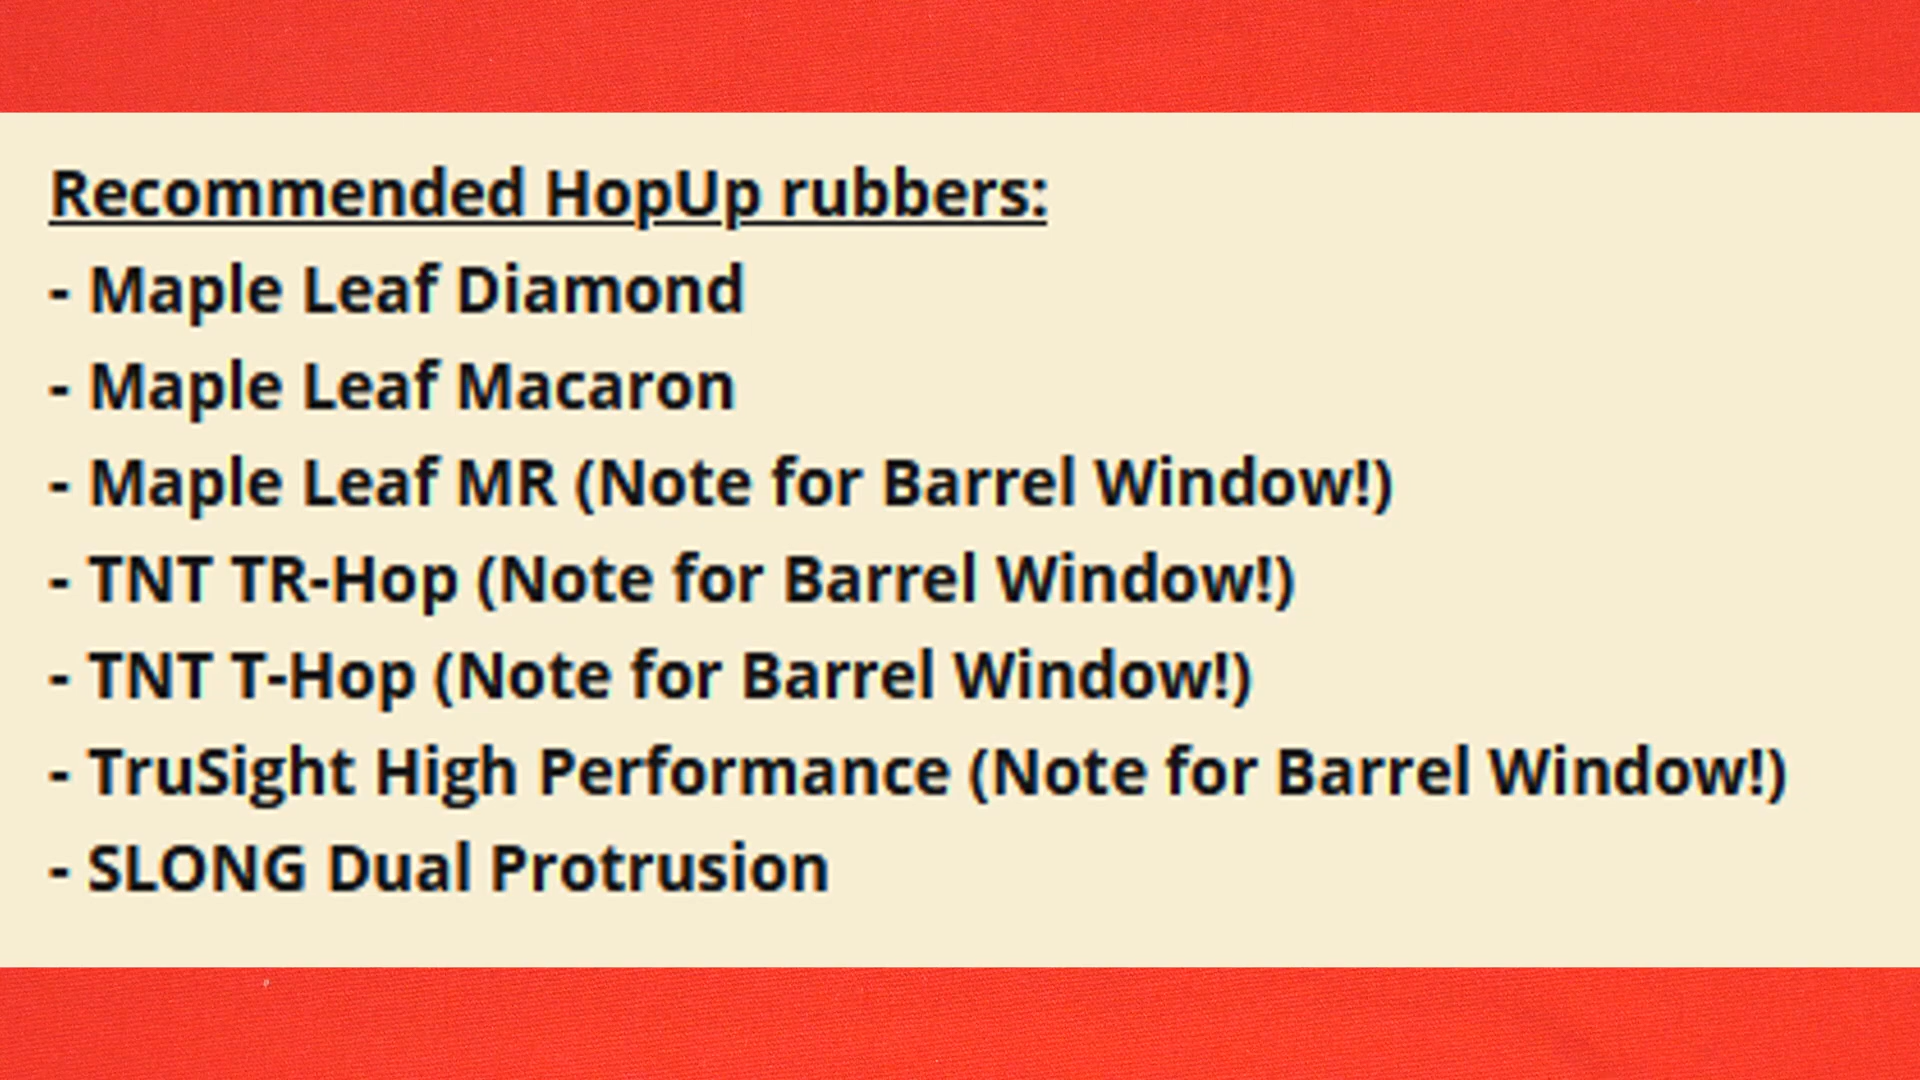 Recommended HopUp rubbers:
- Maple Leaf Diamond
- Maple Leaf Macaron
- Maple Leaf MR (Note for Barrel Window!)
- TNT TR-Hop (Note for Barrel Window!)
- TNT T-Hop (Note for Barrel Window!)
- TruSight High Performance (Note for Barrel Window!)
- SLONG Dual Protrusion